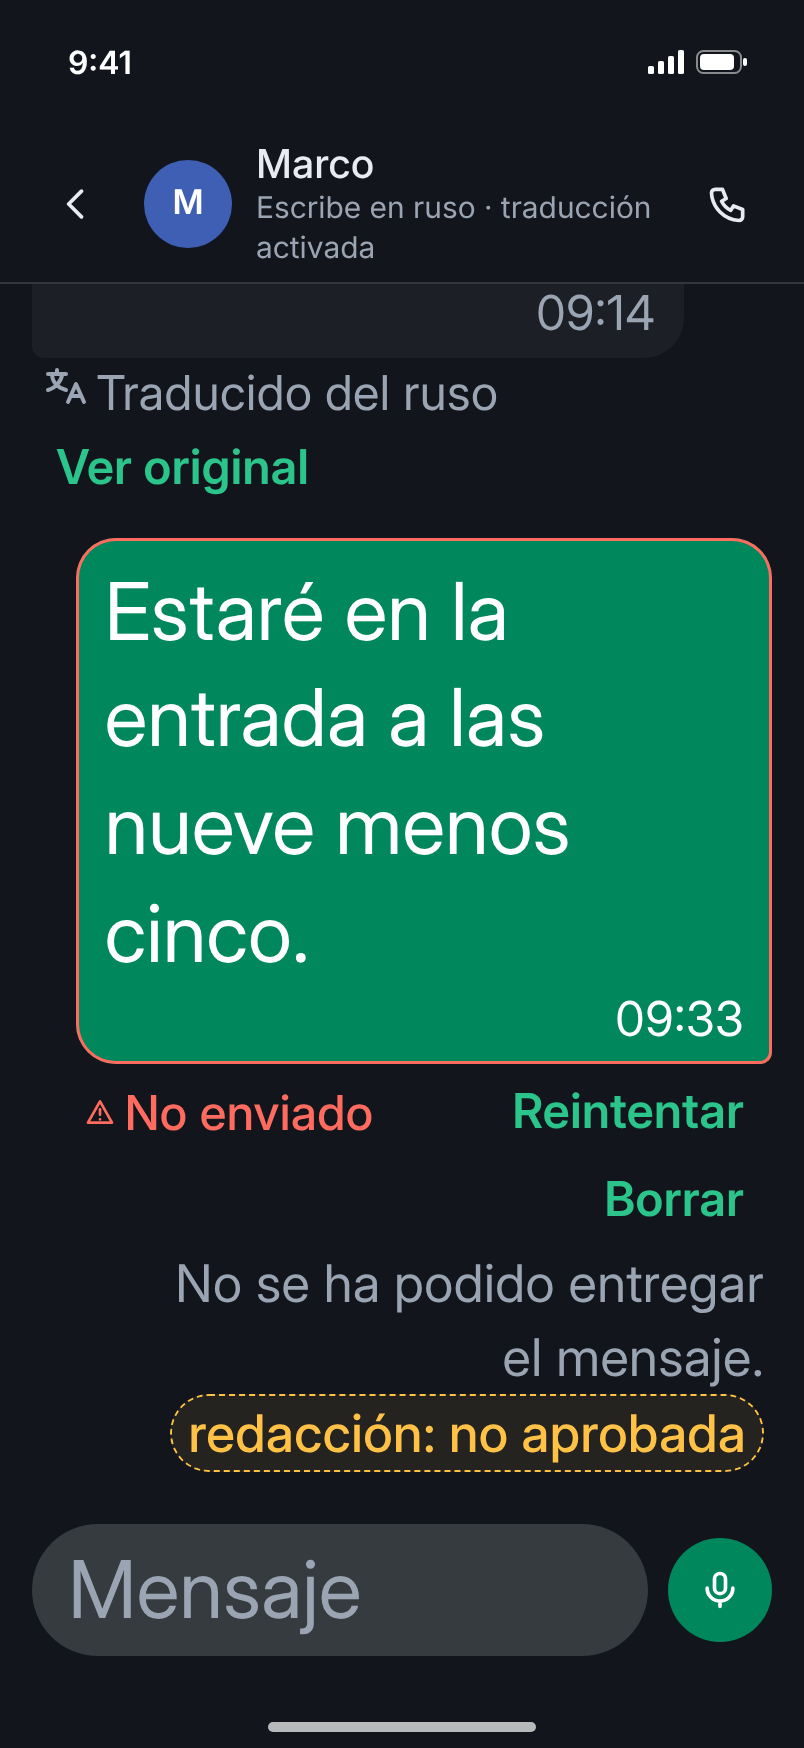 9:41
M
Marco
Escribe en ruso · traducción
activada
09:14
Traducido del ruso
Ver original
Estaré en la
entrada a las
nueve menos
cinco.
09:33
No enviado
Reintentar
Borrar
No se ha podido entregar
el mensaje.
redacción: no aprobada
Mensaje